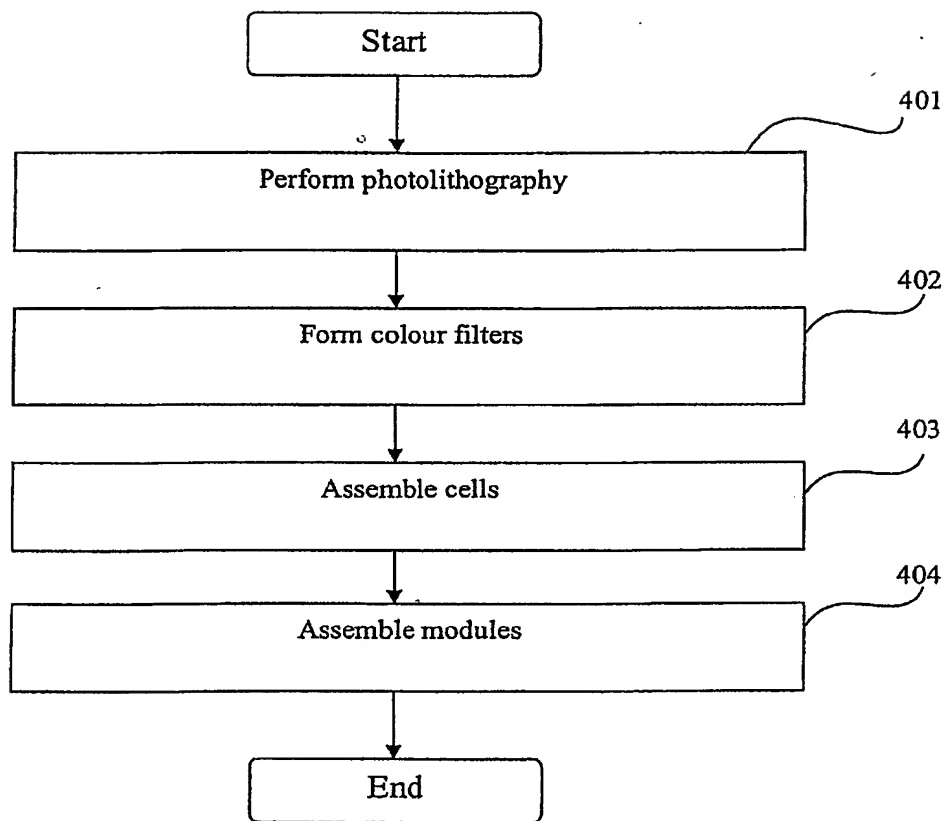 Start
401
Perform photolithography
402
Form colour filters
403
Assemble cells
404
Assemble modules
End